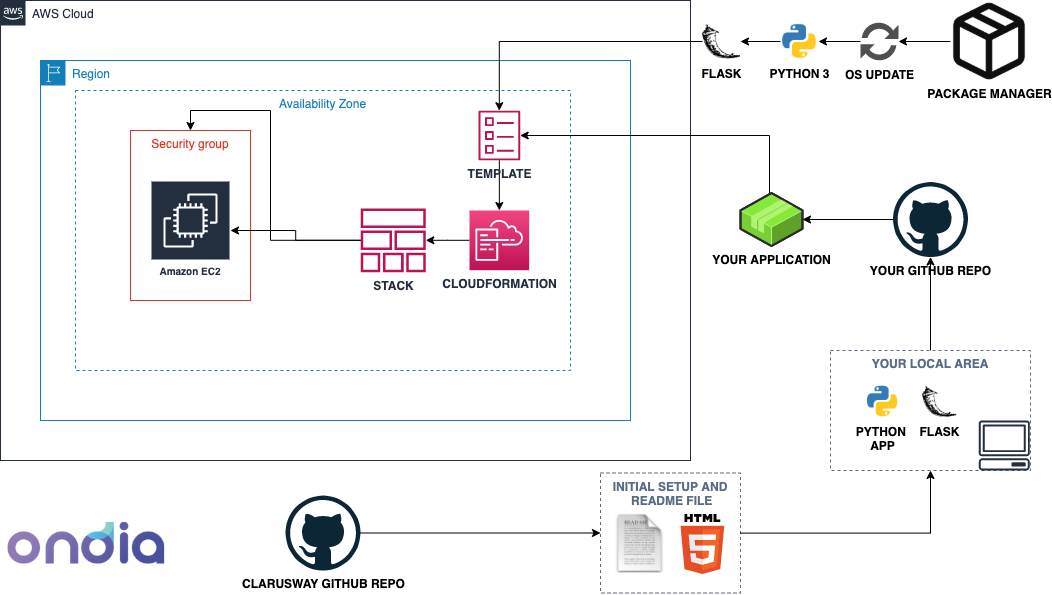 aws
AWS Cloud
Region
Availability Zone
Security group
Amazon EC2
STACK
CLOUDFORMATION
TEMPLATE
FLASK
PYTHON 3
OS UPDATE
PACKAGE MANAGER
YOUR APPLICATION
YOUR GITHUB REPO
YOUR LOCAL AREA
PYTHON
APP
FLASK
INITIAL SETUP AND
README FILE
README
HTML
5
CLARUSWAY GITHUB REPO
ondia